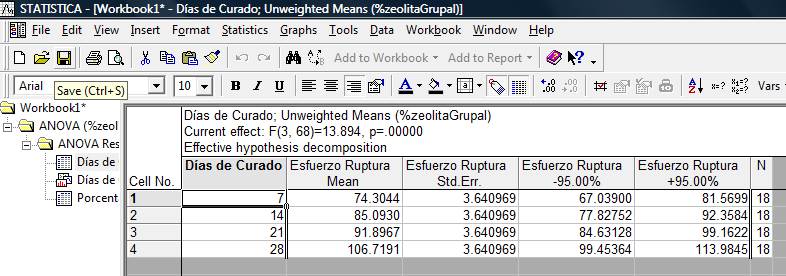 STATISTICA - [Workbook1* - Días de Curado; Unweighted Means (%zeolitaGrupal)]
File Edit View Insert Format Statistics Graphs Tools Data Workbook Window Help
Add to Workbook Add to Report
Arial 10 B I U Vars
Save (Ctrl+S)
Workbook1*
ANOVA (%zeol
ANOVA Res
Días de
Días de
Porcent
Días de Curado; Unweighted Means (%zeolitaGrupal)
Current effect: F(3, 68)=13.894, p=.00000
Effective hypothesis decomposition
Cell No. Días de Curado Esfuerzo Ruptura Mean Esfuerzo Ruptura Std.Err. Esfuerzo Ruptura -95.00% Esfuerzo Ruptura +95.00% N
1 7 74.3044 3.640969 67.03900 81.5699 18
2 14 85.0930 3.640969 77.82752 92.3584 18
3 21 91.8967 3.640969 84.63128 99.1622 18
4 28 106.7191 3.640969 99.45364 113.9845 18